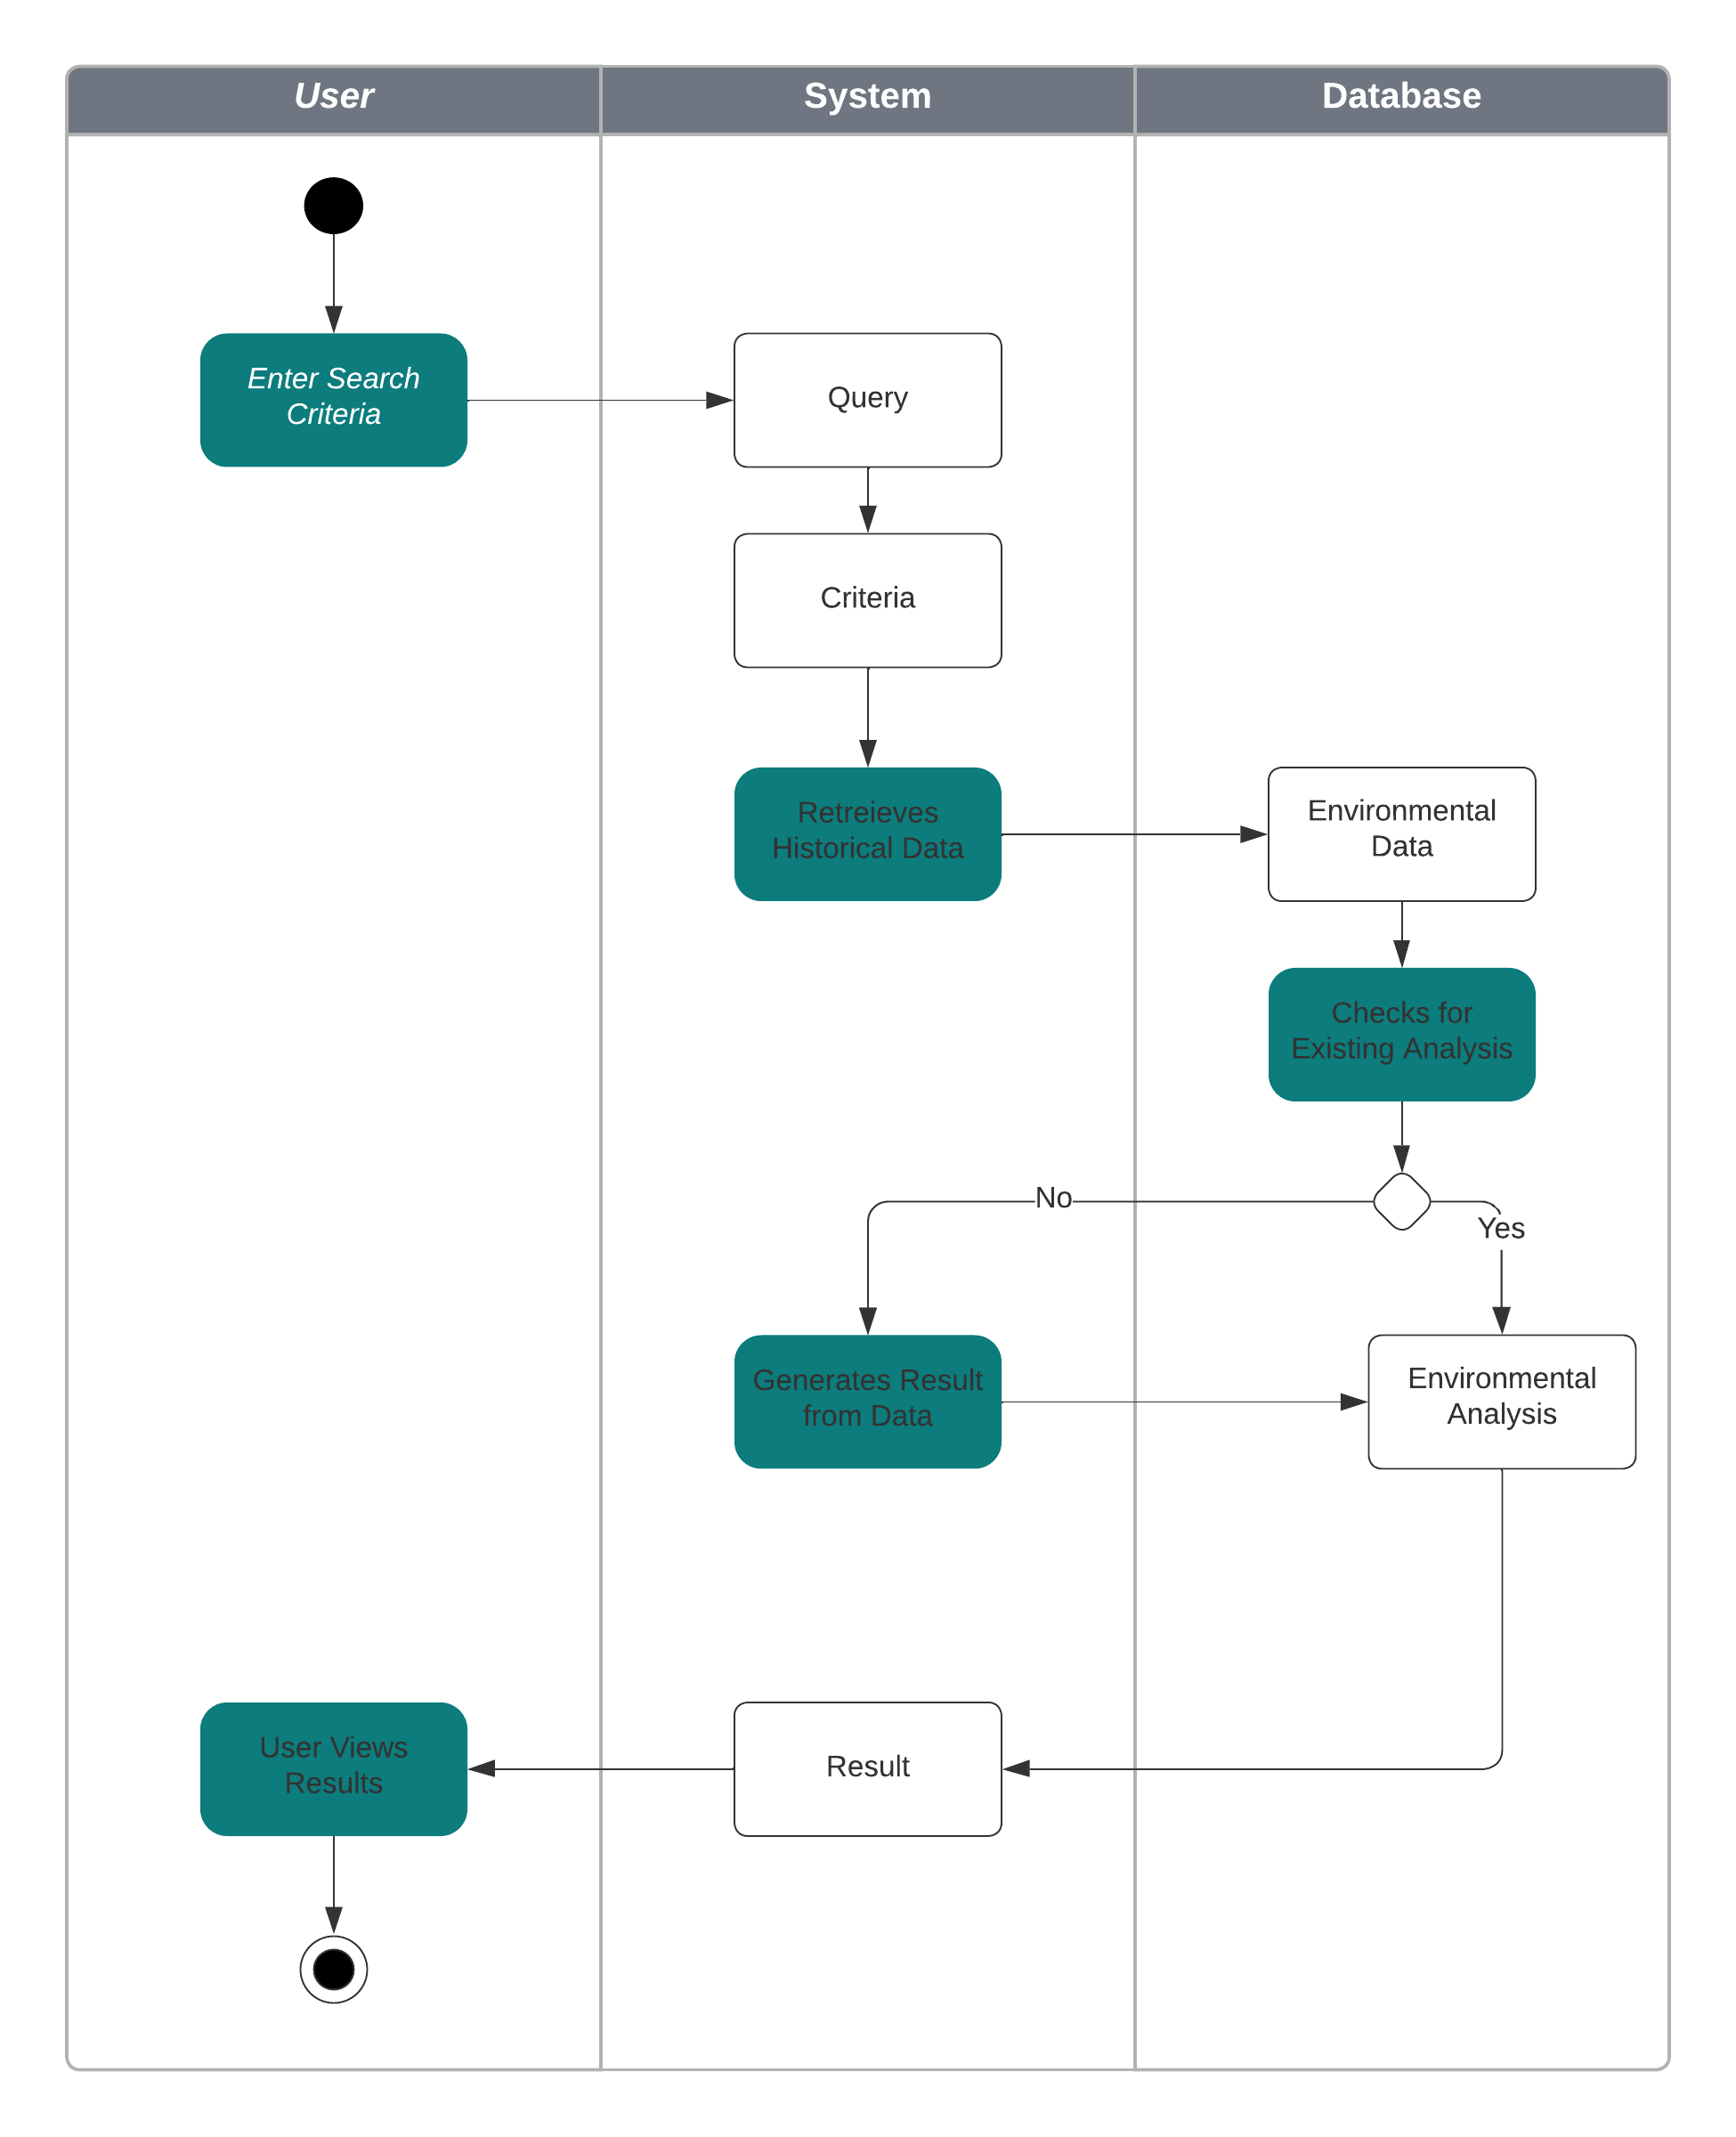 User
System
Database
Enter Search
Criteria
Query
Criteria
Retreieves
Historical Data
Environmental
Data
Checks for
Existing Analysis
No
Yes
Generates Result
from Data
Environmental
Analysis
User Views
Results
Result